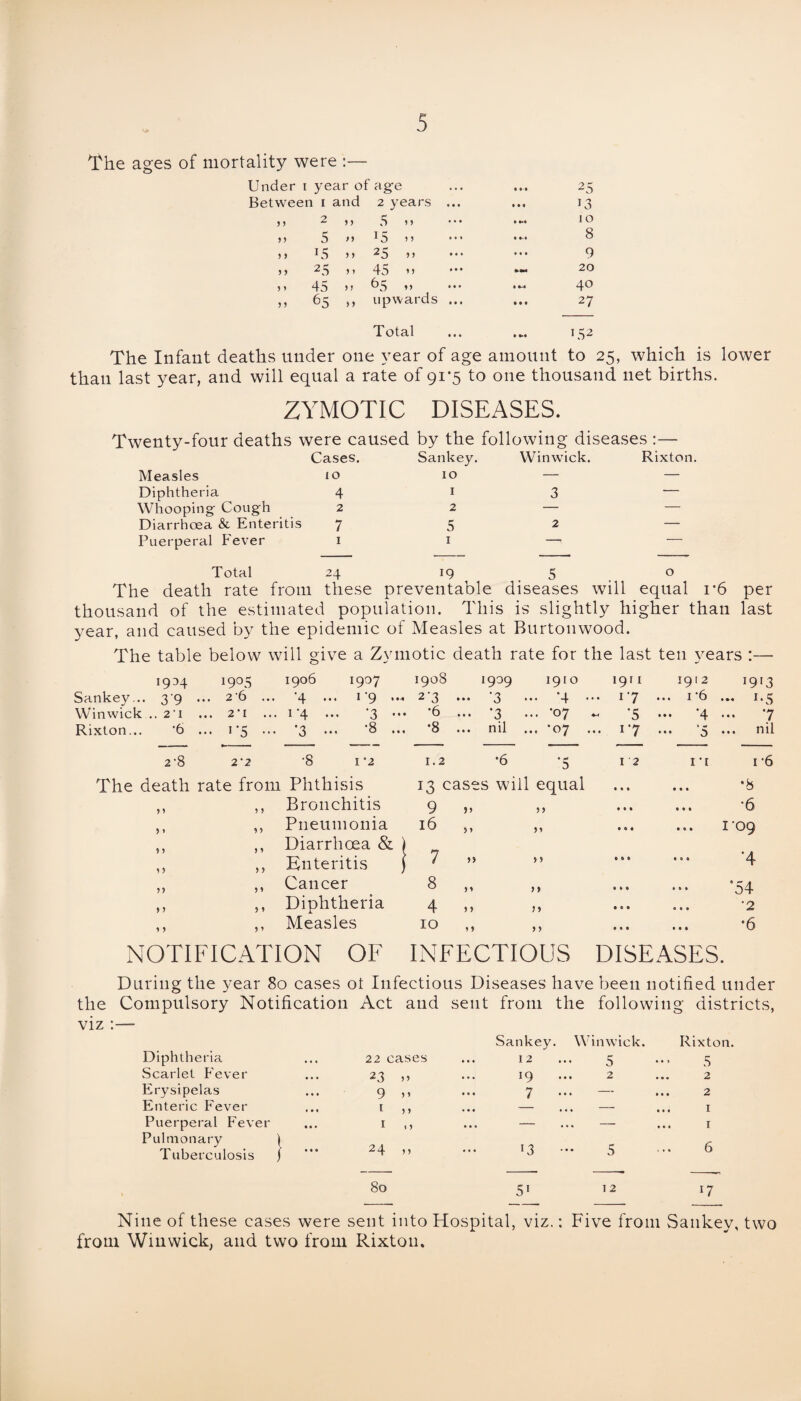 5
The ages of mortality were :—
Under 1 year of age ... ... 25
Between 1 and 2 years ... ... 13
,, 2 ,, 5 ,, ... ... 10
,, 5 ,, 15 ,, ... ... 8
,, 15 ,, 25 ,, ... ... 9
,, 25 ,, 45 ,, ... ... 20
,, 45 ,, 65 ,, ... ... 40
,, 65 ,, upwards ... ... 27
Total ... ... 152
The Infant deaths under one year of age amount to 25, which is lower
than last year, and will equal a rate of 91·5 to one thousand net births.
ZYMOTIC DISEASES.
Twenty-four deaths were caused by the following diseases :—
Cases. Sankey. Winwick. Rixton.
Measles 10 10 — —
Diphtheria 4 1 3 —
Whooping Cough 2 2 — —
Diarrhœa & Enteritis 7 5 2 —
Puerperal Fever 1 1 — —
Total 24 19 5 0
The death rate from these preventable diseases will equal 1·6 per
thousand of the estimated population. This is slightly higher than last
year, and caused by the epidemic of Measles at Burtonwood.
The table below will give a Zymotic death rate for the last ten years :—
1904 1905 1906 1907 1908 1909 1910 1911 1912 1913
Sankey... 3·9 ... 2·6 ... ·4 ... 1·9 ... 2·3 ... ·3 ... ·4 ... 1·7 ... 1·6 ... 1·5
Winwick .. 2·1 ... 2·1 ... 1·4 ... ·3 ... ·6 ... ·3 ... ·07 ... ·5 ... ·4 ... ·7
Rixton... ·6 ... 1·5 ... ·3 ... ·8 ... ·8 ... nil ... ·07 ... 1·7 ... ·5 ... nil
2·8 2·2 ·8 1·2 1.2 ·6 ·5 1·2 1·1 1·6
The death rate from Phthisis 13 cases will equal ... ... ·8
,, ,, Bronchitis 9 ,, ,, ... ... ·6
,, ,, Pneumonia 16 ,, ,, ... ... 1·09
,, ,, Diarrhœa & )
,, ,, Enteritis ) 7 ,, ,, ... ... ·4
,, ,, Cancer 8 ,, ,, ... ... ·54
,, ,, Diphtheria 4 ,, ,, ... ... ·2
,, ,, Measles 10 ,, ,, ... ... ·6
NOTIFICATION OF INFECTIOUS DISEASES.
During the year 80 cases of Infectious Diseases have been notified under
the Compulsory Notification Act and sent from the following districts,
viz :—
Sankey. Winwick. Rixton.
Diphtheria ... 22 cases ... 12 ... 5 ... 5
Scarlet Fever ... 23 ,, ... 19 ... 2 ... 2
Erysipelas ... 9 ,, ... 7 ... — ... 2
Enteric Fever ... 1 ,, ... — ... — ... 1
Puerperal Fever ... 1 ,, ... — ... — ... 1
Pulmonary )
Tuberculosis ) ... 24 ,, ... 13 ... 5 ... 6
80 51 12 17
Nine of these cases were sent into Hospital, viz.: Five from Sankey, two
from Winwick, and two from Rixton.